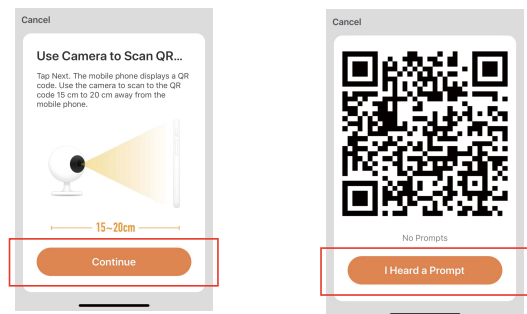 Cancel
Use Camera to Scan QR...
Tap Next. The mobile phone displays a QR
code. Use the camera to scan to the QR
code 15 cm to 20 cm away from the
mobile phone.
15~20cm
Continue
Cancel
No Prompts
I Heard a Prompt